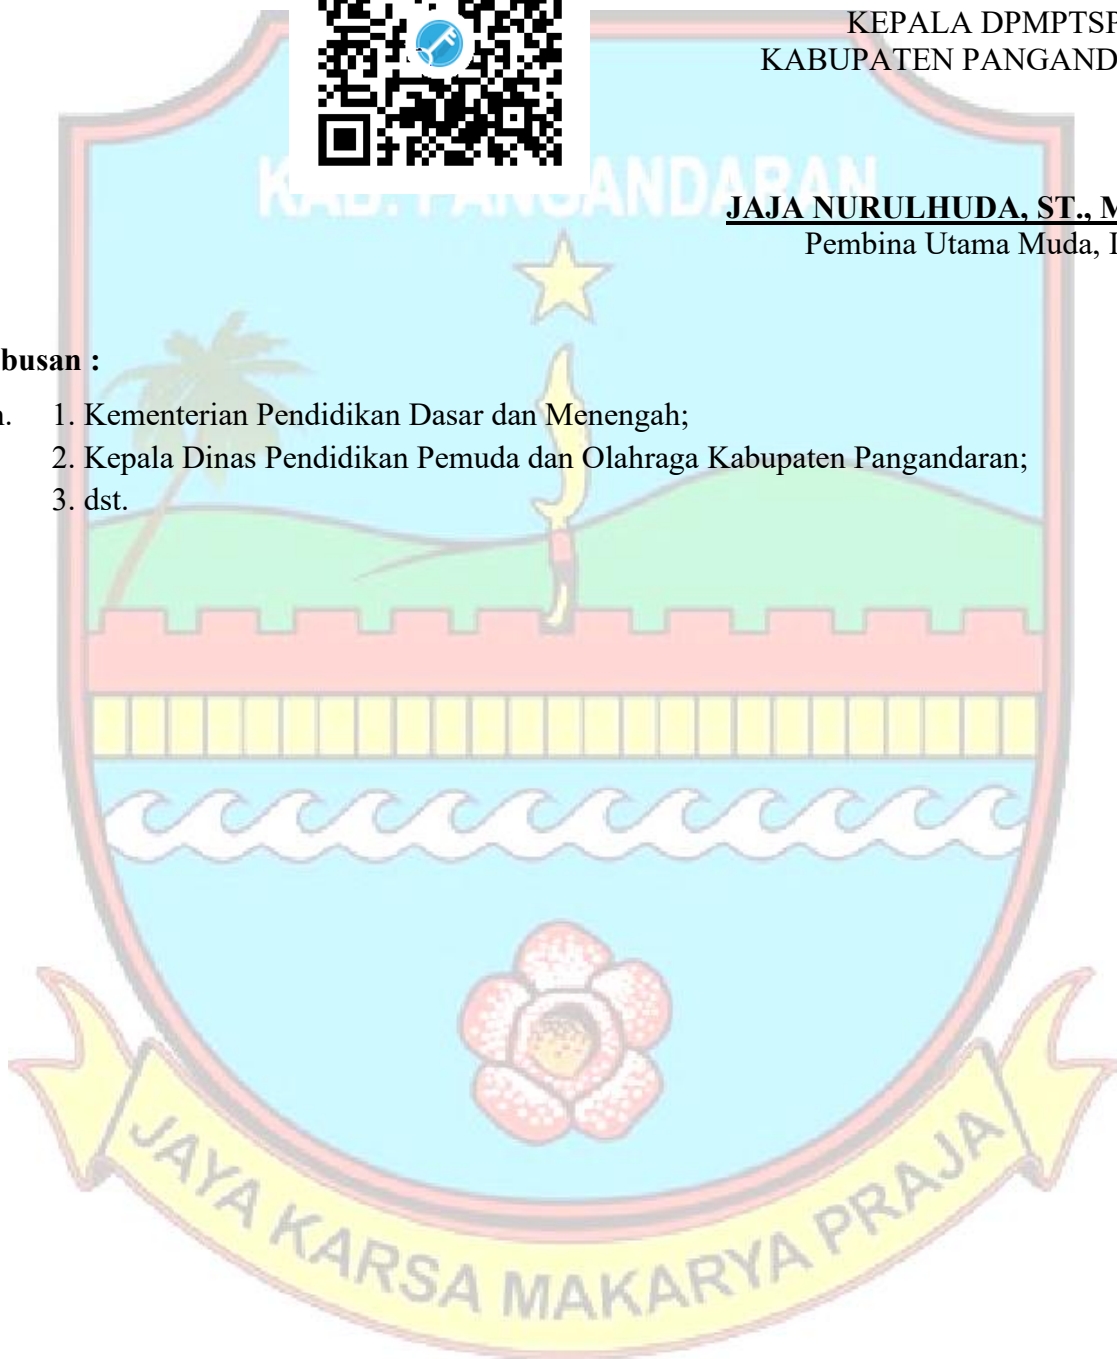 KEPALA DPMPTSP
KABUPATEN PANGAND
KAB. PANGANDARAN
JAJA NURULHUDA, ST., M
Pembina Utama Muda, I
busan :
n. 1. Kementerian Pendidikan Dasar dan Menengah;
2. Kepala Dinas Pendidikan Pemuda dan Olahraga Kabupaten Pangandaran;
3. dst.
JAYA KARSA MAKARYA PRAJA